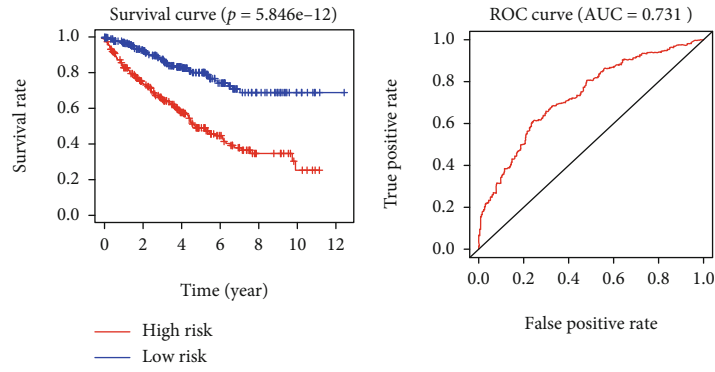 Survival curve (p = 5.846e–12)
1.0
0.8
0.6
0.4
0.2
0.0
Survival rate
0 2 4 6 8 10 12
Time (year)
High risk
Low risk
ROC curve (AUC = 0.731 )
1.0
0.8
0.6
0.4
0.2
0.0
True positive rate
0.0 0.2 0.4 0.6 0.8 1.0
False positive rate